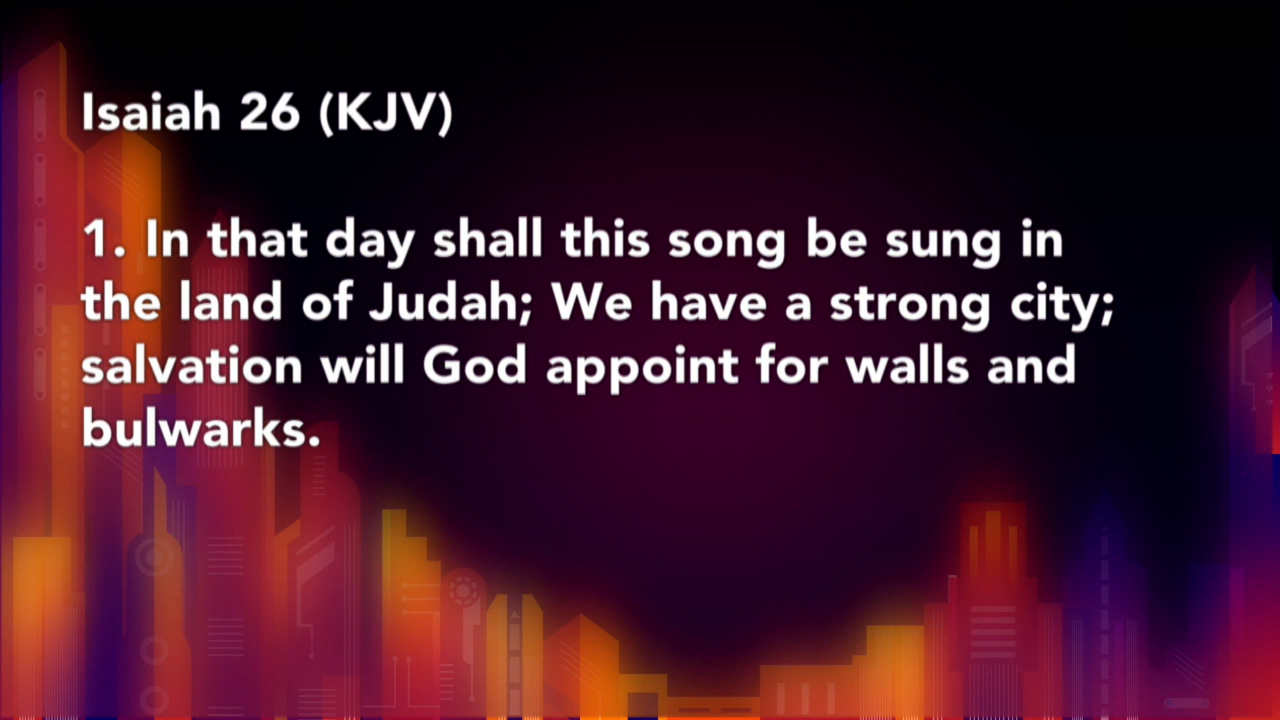 Isaiah 26 (KJV)
1. In that day shall this song be sung in
the land of Judah; We have a strong city;
salvation will God appoint for walls and
bulwarks.